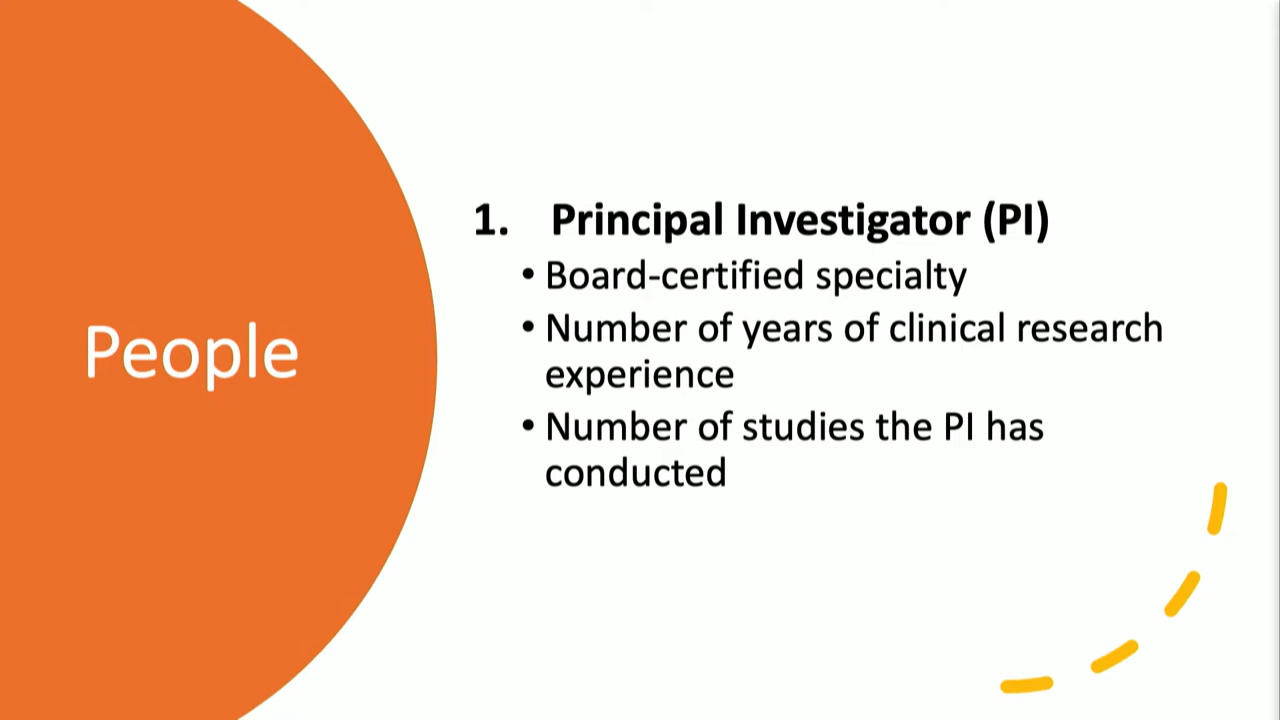 People
1. Principal Investigator (PI)
• Board-certified specialty
• Number of years of clinical research
experience
• Number of studies the PI has
conducted